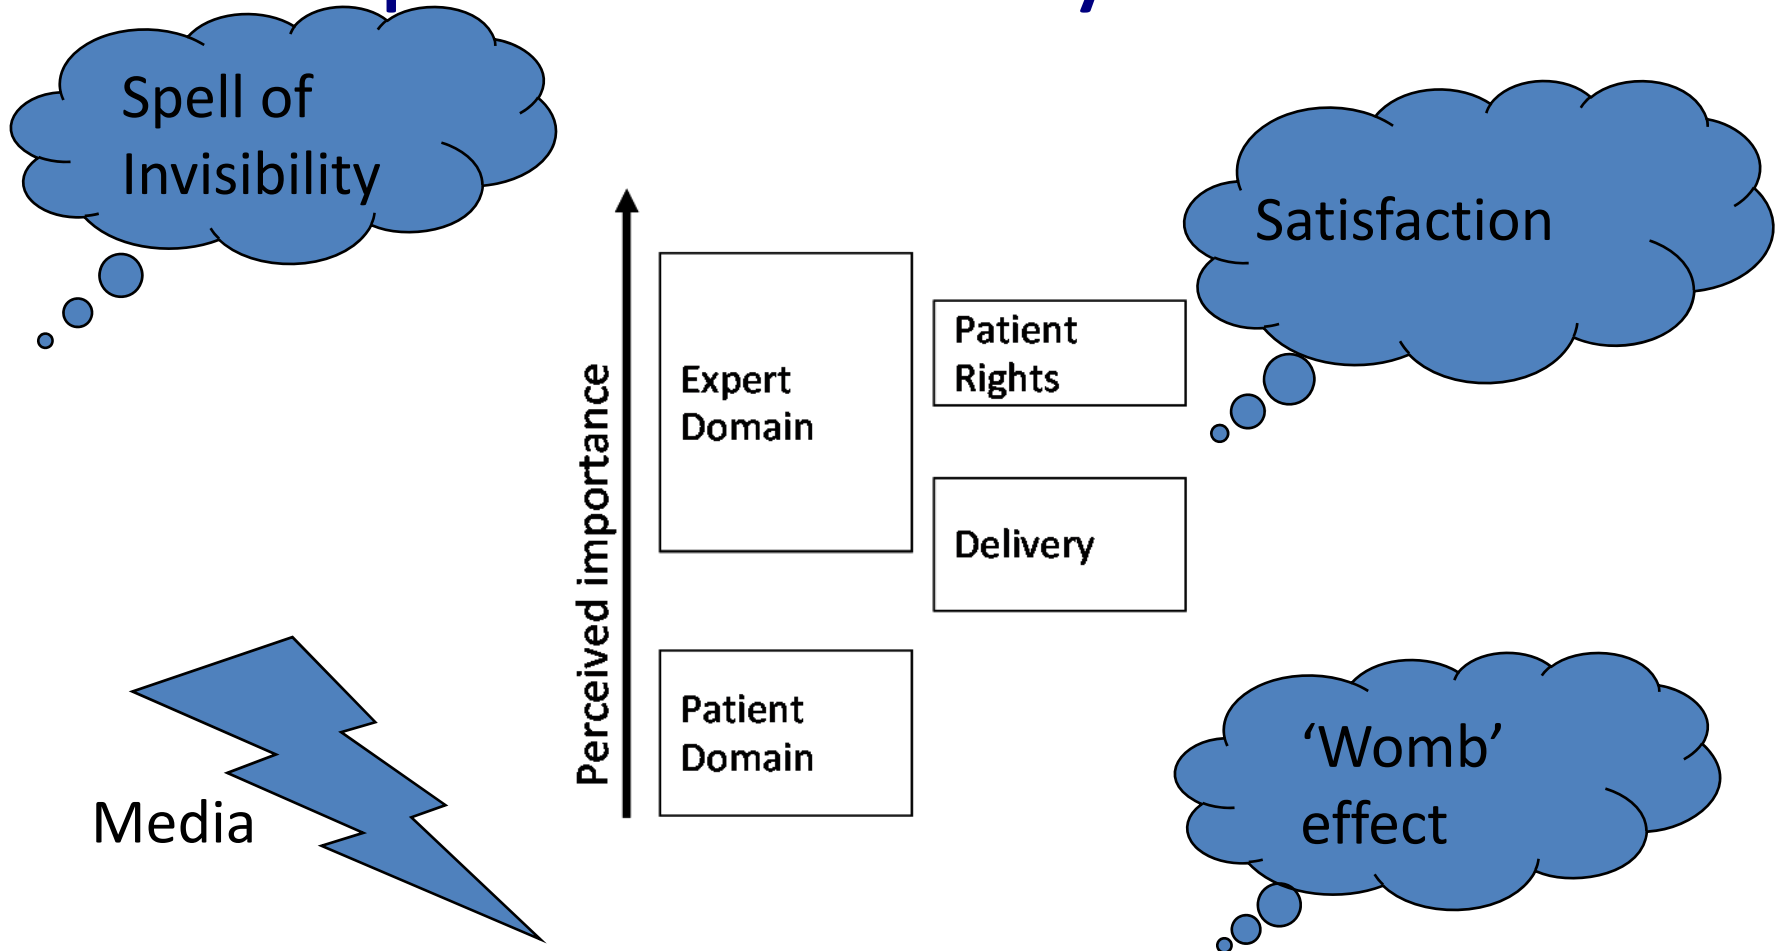 Spell of
Invisibility
Satisfaction
Patient
Rights
Expert
Domain
Perceived importance
Delivery
Patient
Domain
Media
‘Womb’
effect